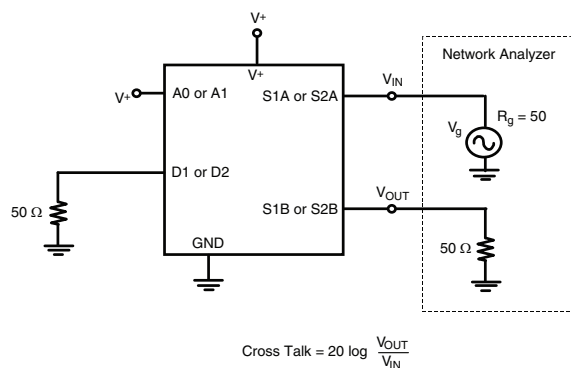 V+
Network Analyzer
V+
VIN
V+
A0 or A1
S1A or S2A
Vg
Rg = 50
D1 or D2
VOUT
50 Ω
S1B or S2B
GND
50 Ω
Cross Talk = 20 log VOUT
VIN